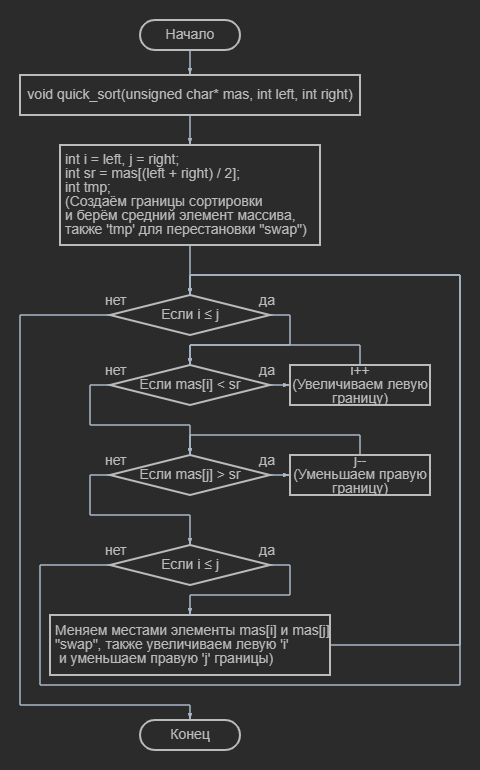 Начало
void quick_sort(unsigned char* mas, int left, int right)
int i = left, j = right;
int sr = mas[(left + right) / 2];
int tmp;
(Создаём границы сортировки
и берём средний элемент массива,
также 'tmp' для перестановки "swap")
нет
да
Если i ≤ j
нет
да
Если mas[i] < sr
i++
(Увеличиваем левую
границу)
нет
да
Если mas[j] > sr
j--
(Уменьшаем правую
границу)
нет
да
Если i ≤ j
Меняем местами элементы mas[i] и mas[j]
"swap", также увеличиваем левую 'i'
и уменьшаем правую 'j' границы)
Конец